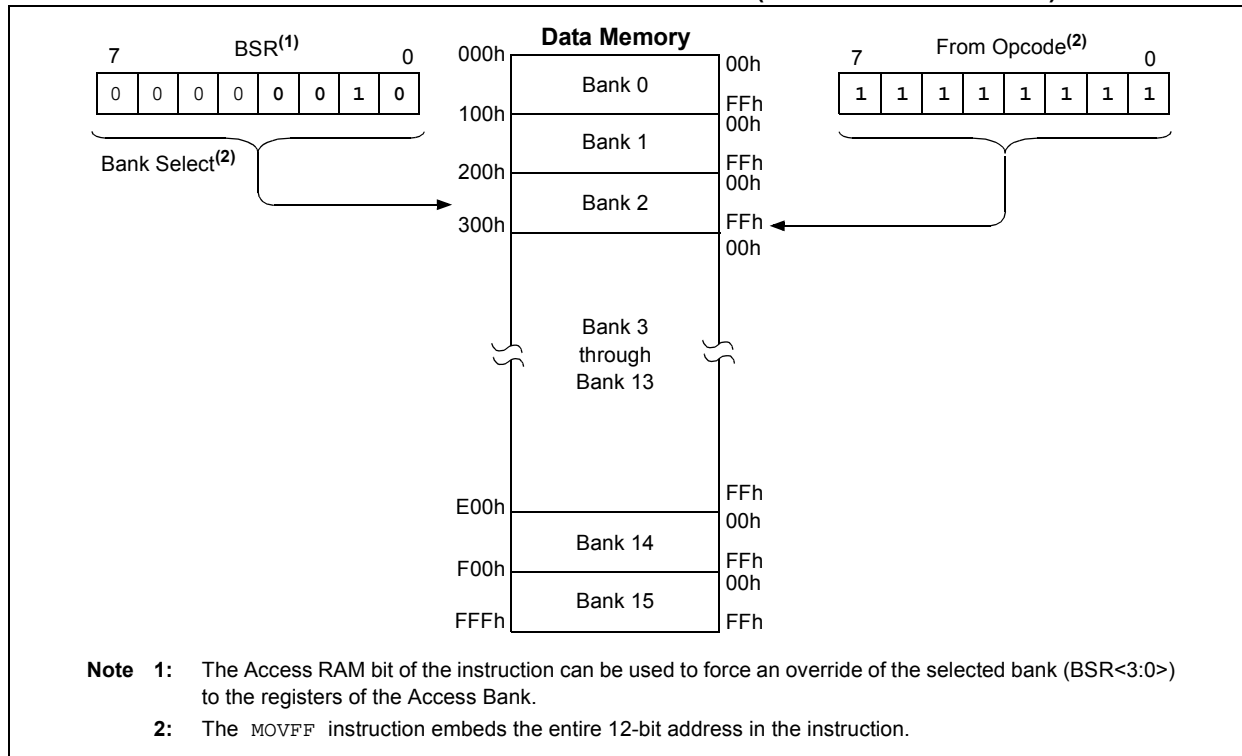 Data Memory
7 BSR(1) 0
0 0 0 0 0 0 1 0
Bank Select(2)
000h
100h
200h
300h
E00h
F00h
FFFh
Bank 0
Bank 1
Bank 2
Bank 3
through
Bank 13
Bank 14
Bank 15
00h
FFh
00h
FFh
00h
FFh
00h
FFh
00h
FFh
00h
FFh
7 From Opcode(2) 0
1 1 1 1 1 1 1 1
Note 1: The Access RAM bit of the instruction can be used to force an override of the selected bank (BSR<3:0>)
to the registers of the Access Bank.
2: The MOVFF instruction embeds the entire 12-bit address in the instruction.